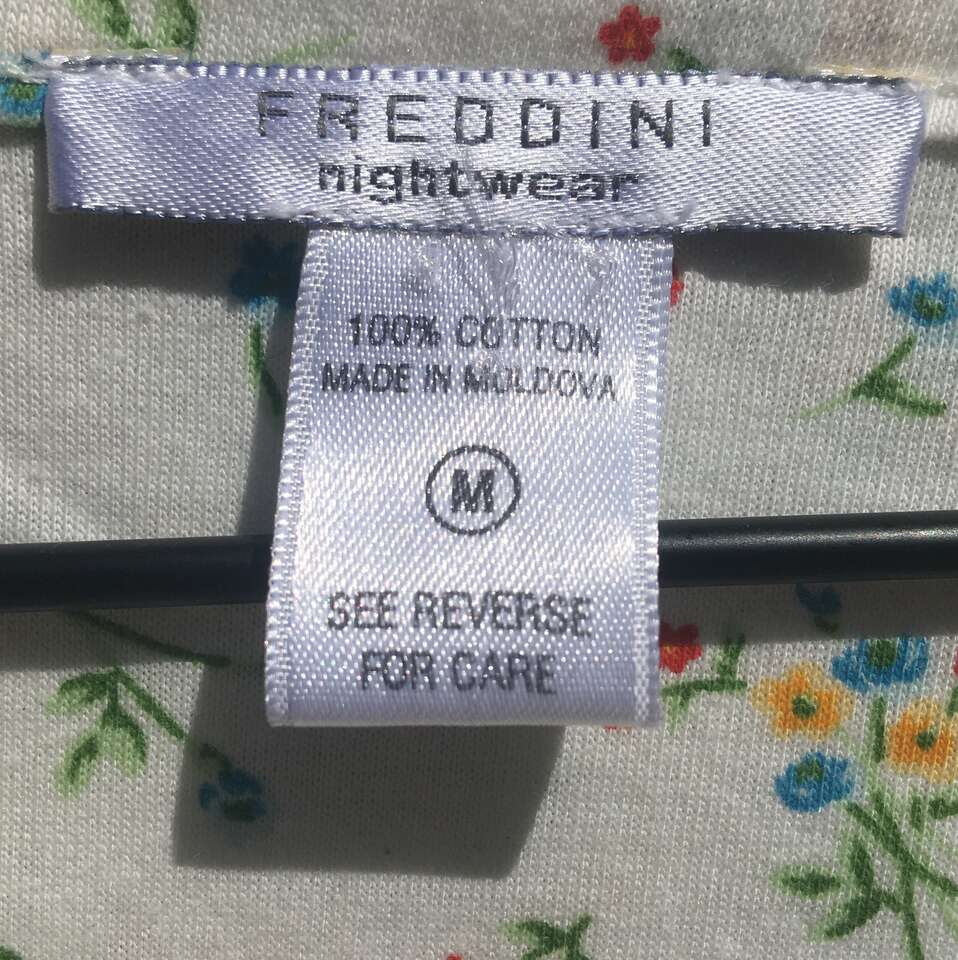 FREDDINI
nightwear
100% COTTON
MADE IN MOLDOVA
M
SEE REVERSE
FOR CARE